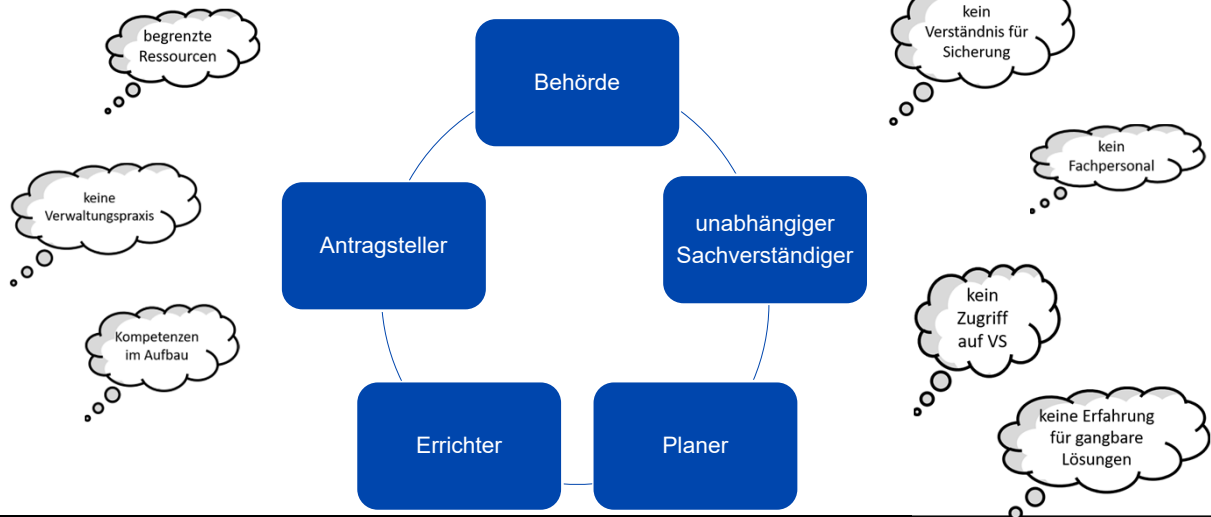 begrenzte
Ressourcen
Behörde
kein
Verständnis für
Sicherung
kein
Fachpersonal
keine
Verwaltungspraxis
Antragsteller
unabhängiger
Sachverständiger
kein
Zugriff
auf VS
Kompetenzen
im Aufbau
Errichter
Planer
keine Erfahrung
für gangbare
Lösungen